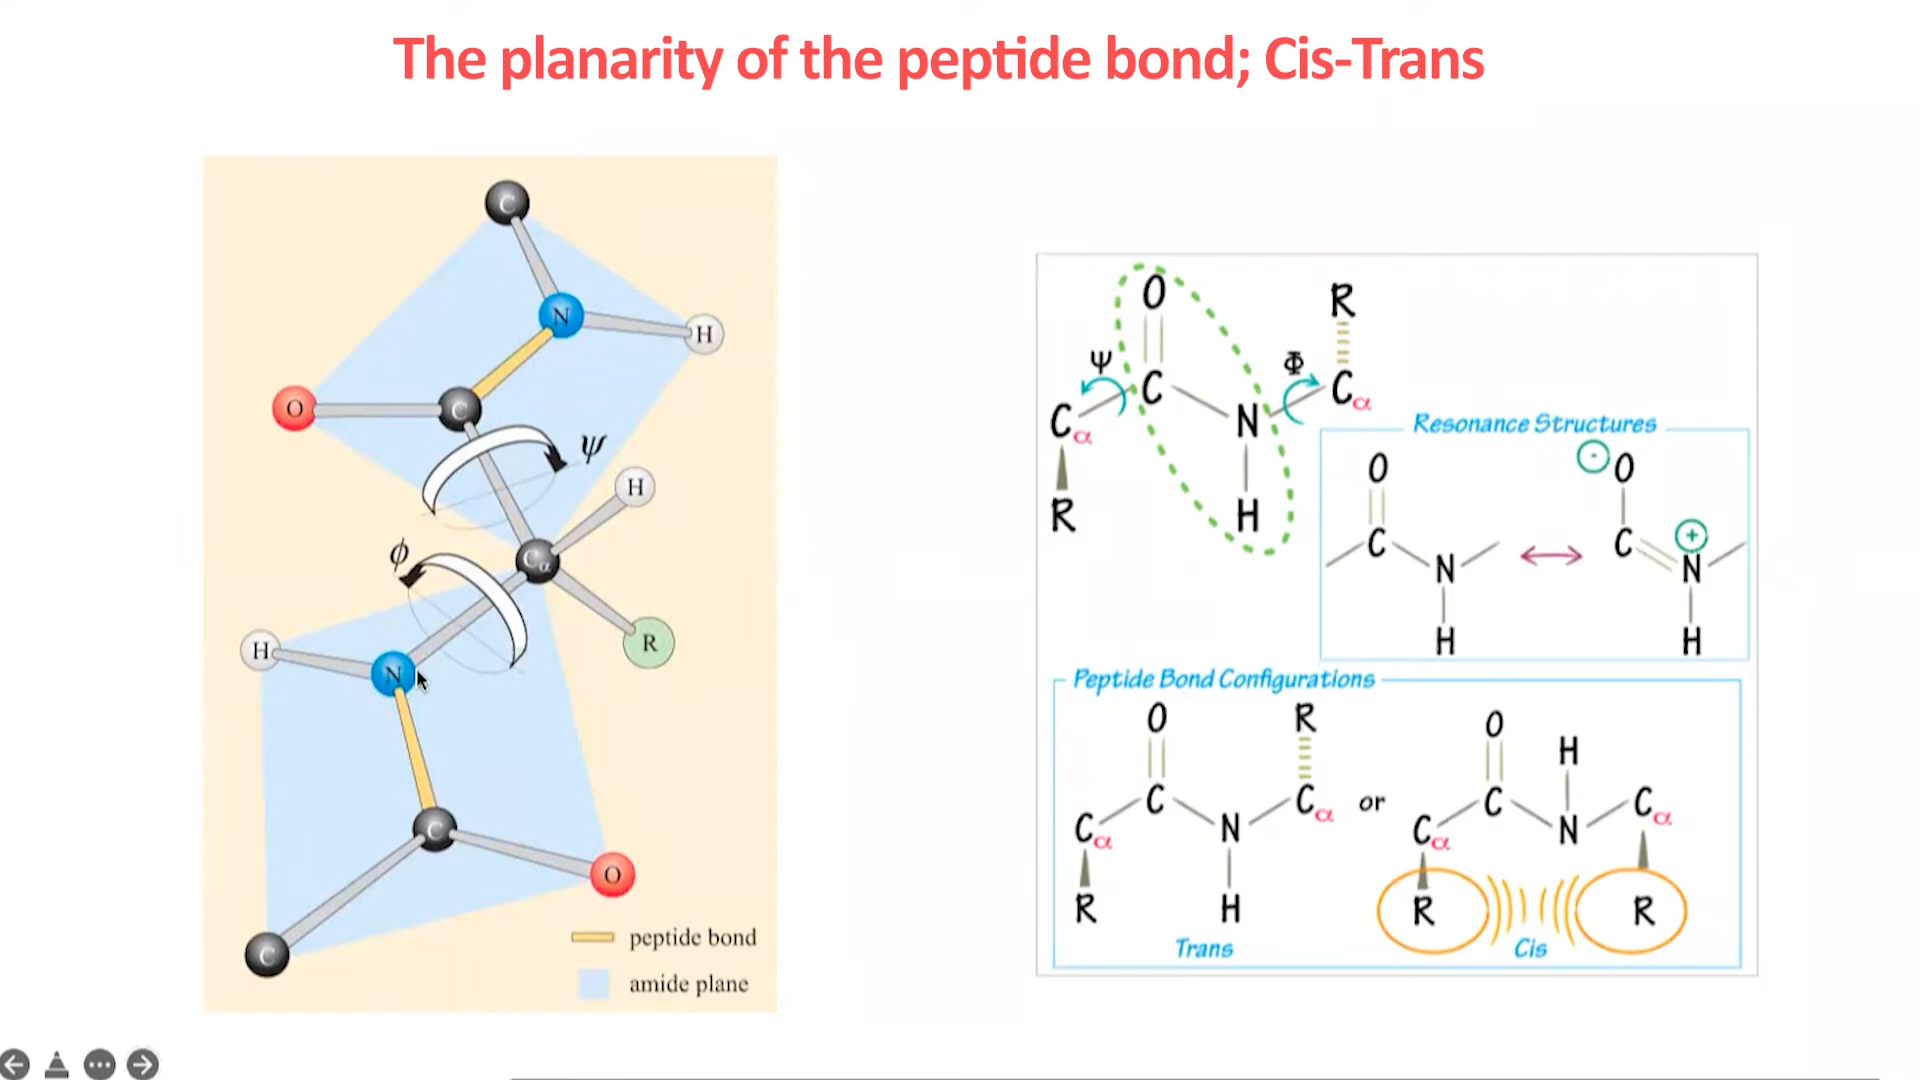 The planarity of the peptide bond; Cis-Trans
C
N
H
O
C
ψ
H
ϕ
Cα
H
N
R
C
O
C
peptide bond
amide plane
O
R
Ψ
Φ
C
Cα
Cα
N
R
H
Resonance Structures
O
- O
C
C
+
N
N
H
H
Peptide Bond Configurations
O
R
C
Cα
Cα
N
R
H
Trans
or
O
H
C
Cα
Cα
N
R
R
Cis